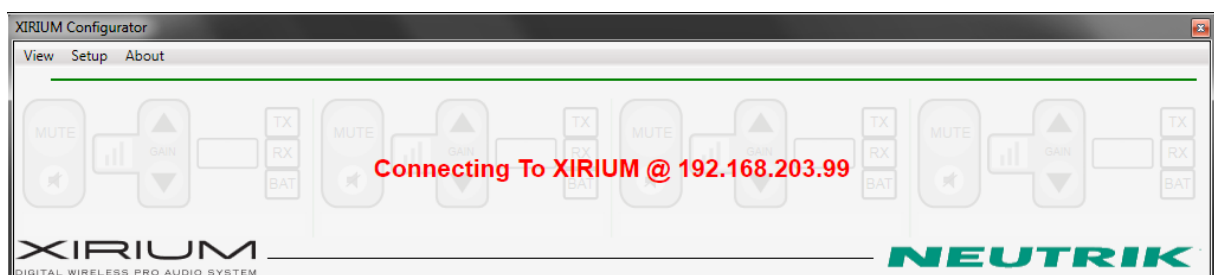 XIRIUM Configurator
View Setup About
MUTE GAIN TX RX BAT
MUTE GAIN TX RX BAT
MUTE GAIN TX RX BAT
MUTE GAIN TX RX BAT
Connecting To XIRIUM @ 192.168.203.99
XIRIUM
DIGITAL WIRELESS PRO AUDIO SYSTEM
NEUTRIK